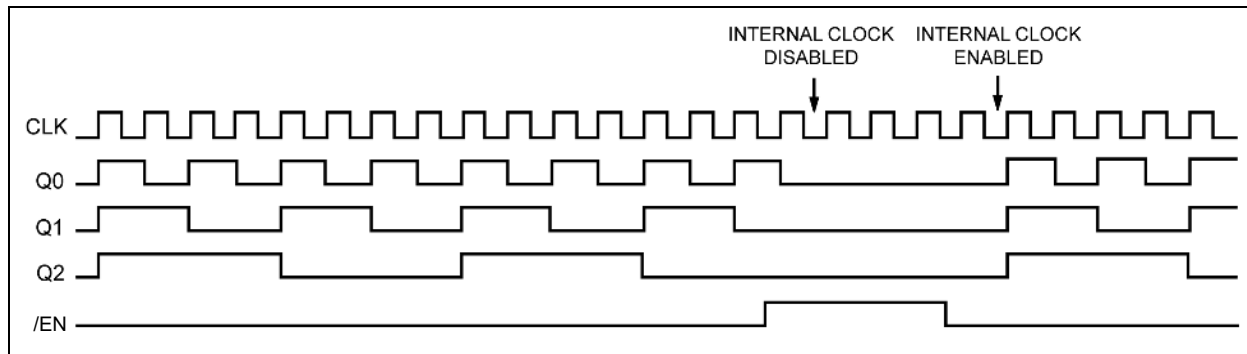 INTERNAL CLOCK
DISABLED
INTERNAL CLOCK
ENABLED
CLK
Q0
Q1
Q2
/EN